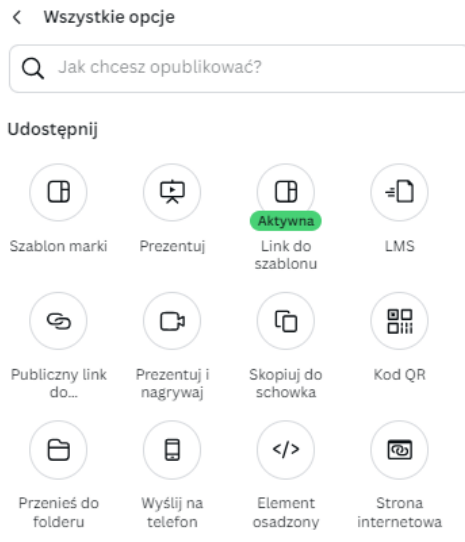 Wszystkie opcje
Jak chcesz opublikować?
Udostępnij
Szablon marki
Prezentuj
Aktywna
Link do
szablonu
LMS
Publiczny link
do...
Prezentuj i
nagrywaj
Skopiuj do
schowka
Kod QR
Przenieś do
folderu
Wyślij na
telefon
Element
osadzony
Strona
internetowa